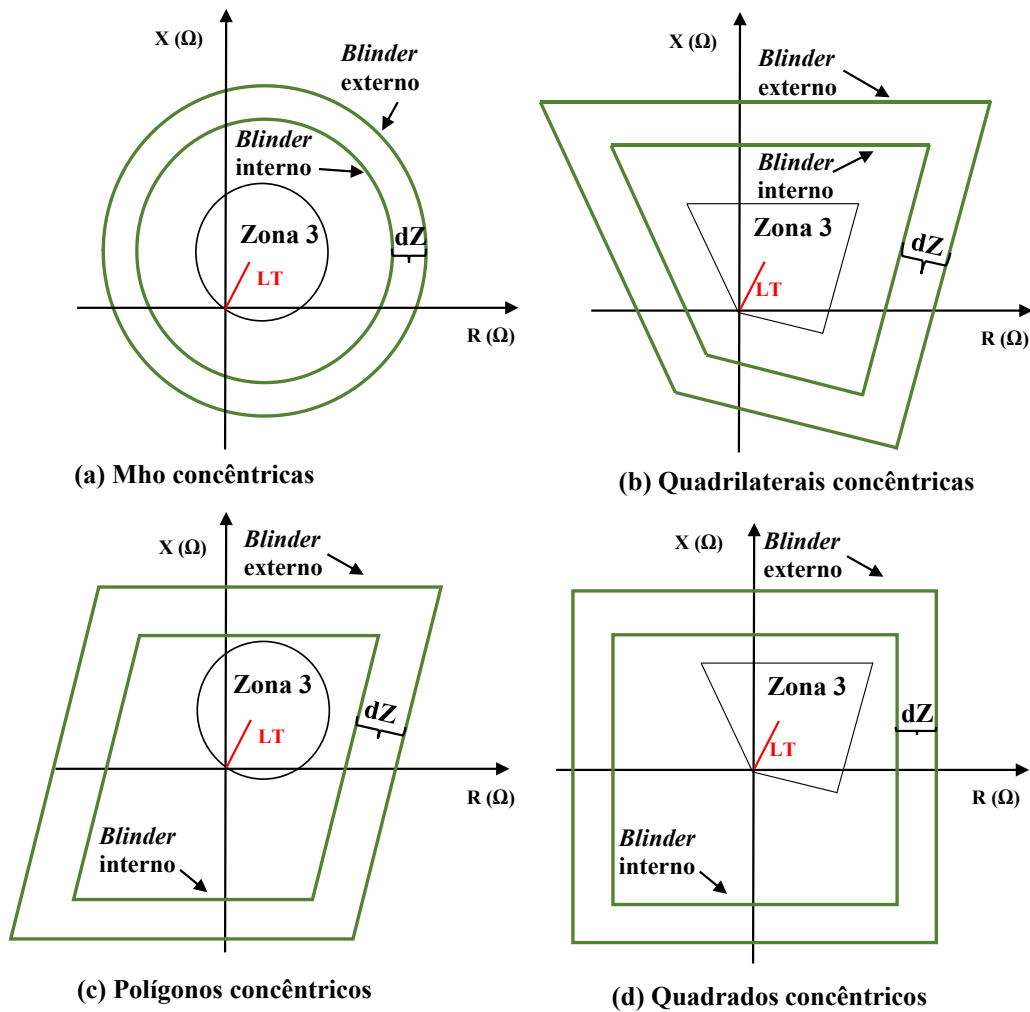 X (Ω)
Blinder
externo
Blinder
interno
Zona 3
dZ
LT
R (Ω)
(a) Mho concêntricas
X (Ω)
Blinder
externo
Blinder
interno
Zona 3
dZ
LT
R (Ω)
(b) Quadrilaterais concêntricas
X (Ω)
Blinder
externo
Zona 3
dZ
LT
R (Ω)
Blinder
interno
(c) Polígonos concêntricos
X (Ω)
Blinder
externo
Zona 3
dZ
LT
R (Ω)
Blinder
interno
(d) Quadrados concêntricos